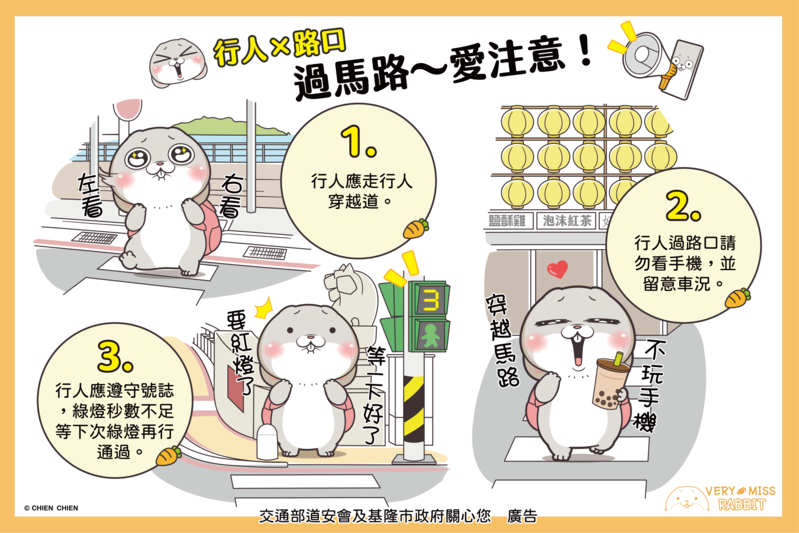 行人×路口
過馬路～愛注意！
左看
右看
1.
行人應走行人
穿越道。
鹽酥雞
泡沫紅茶
2.
行人過路口請
勿看手機，並
留意車況。
穿越馬路
不玩手機
3.
行人應遵守號誌
，綠燈秒數不足
等下次綠燈再行
通過。
要紅燈了
等一下好了
3
© CHIEN CHIEN
交通部道安會及基隆市政府關心您　廣告
VERY MISS
RABBIT